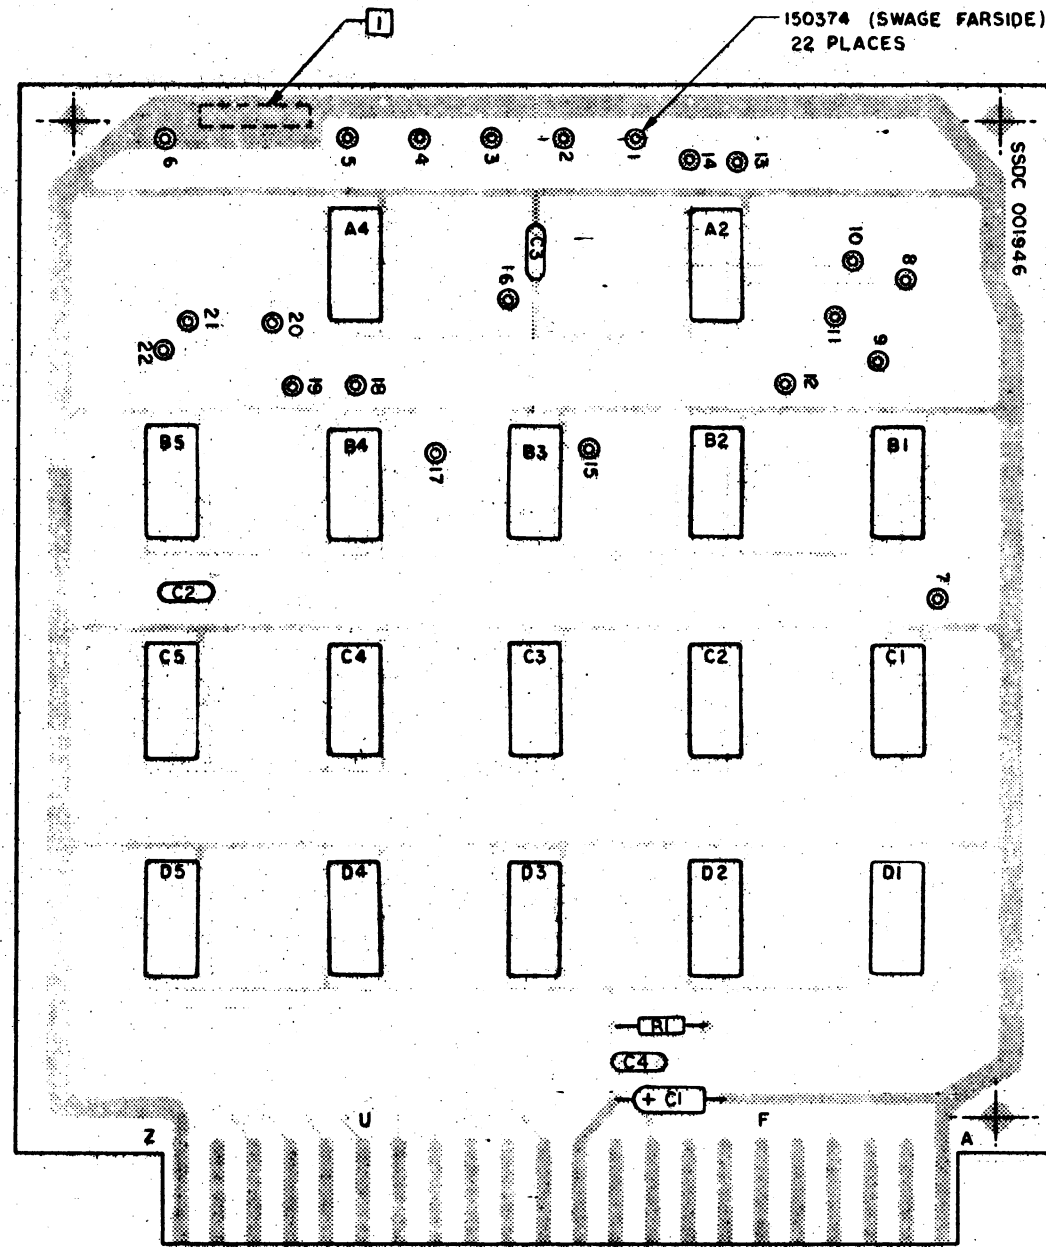 1
150374 (SWAGE FARSIDE)
22 PLACES
6
5
4
3
2
1
14
13
SSDC 001946
A4
C3
A2
10
8
16
21
20
11
22
9
19
18
12
B5
B4
B3
B2
B1
17
15
C2
7
C5
C4
C3
C2
C1
D5
D4
D3
D2
D1
R1
C4
+ C1
Z
U
F
A